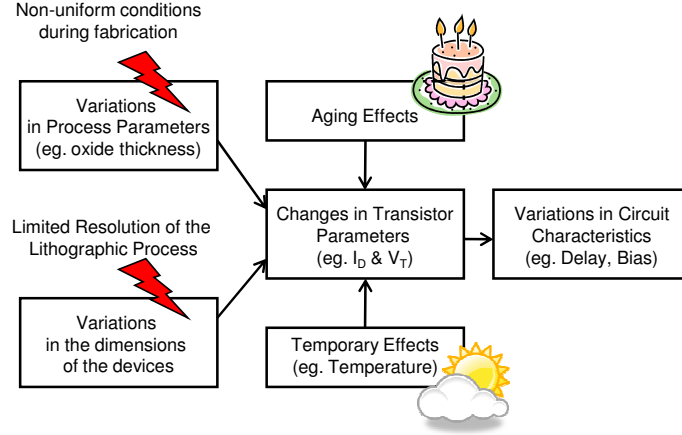 Non-uniform conditions
during fabrication
Variations
in Process Parameters
(eg. oxide thickness)
Aging Effects
Limited Resolution of the
Lithographic Process
Changes in Transistor
Parameters
(eg. I_D & V_T)
Variations in Circuit
Characteristics
(eg. Delay, Bias)
Variations
in the dimensions
of the devices
Temporary Effects
(eg. Temperature)